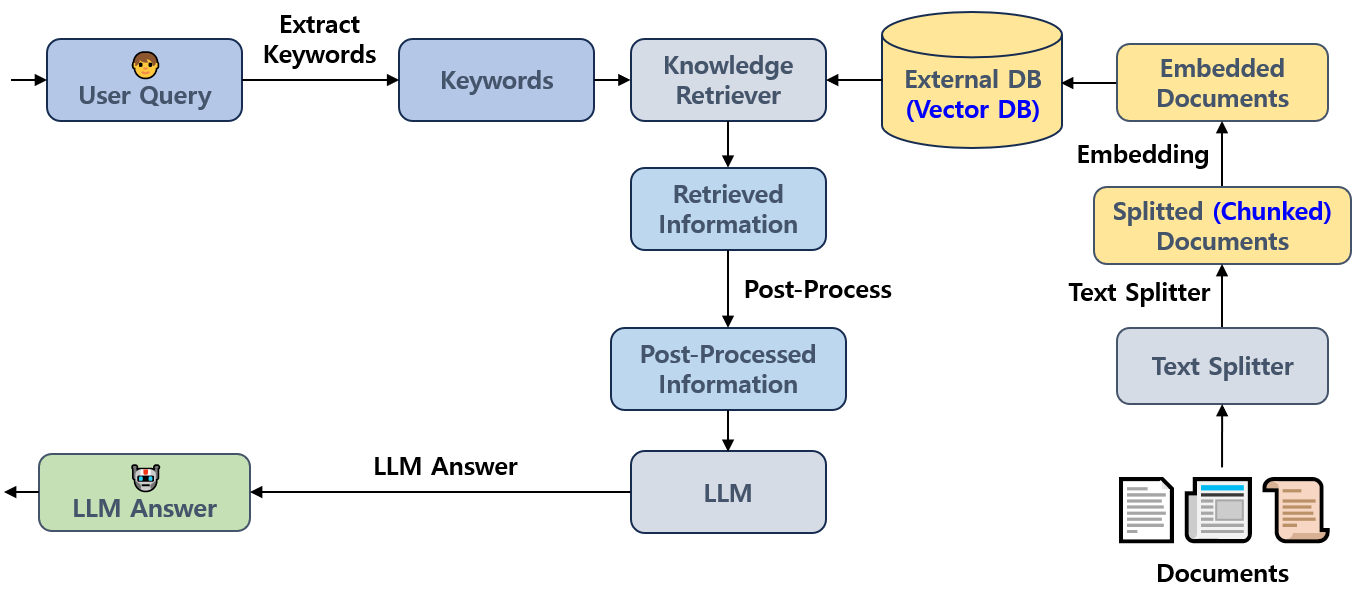 Extract
Keywords
User Query
Keywords
Knowledge
Retriever
External DB
(Vector DB)
Embedded
Documents
Embedding
Retrieved
Information
Splitted (Chunked)
Documents
Post-Process
Text Splitter
Post-Processed
Information
Text Splitter
LLM Answer
LLM Answer
LLM
Documents